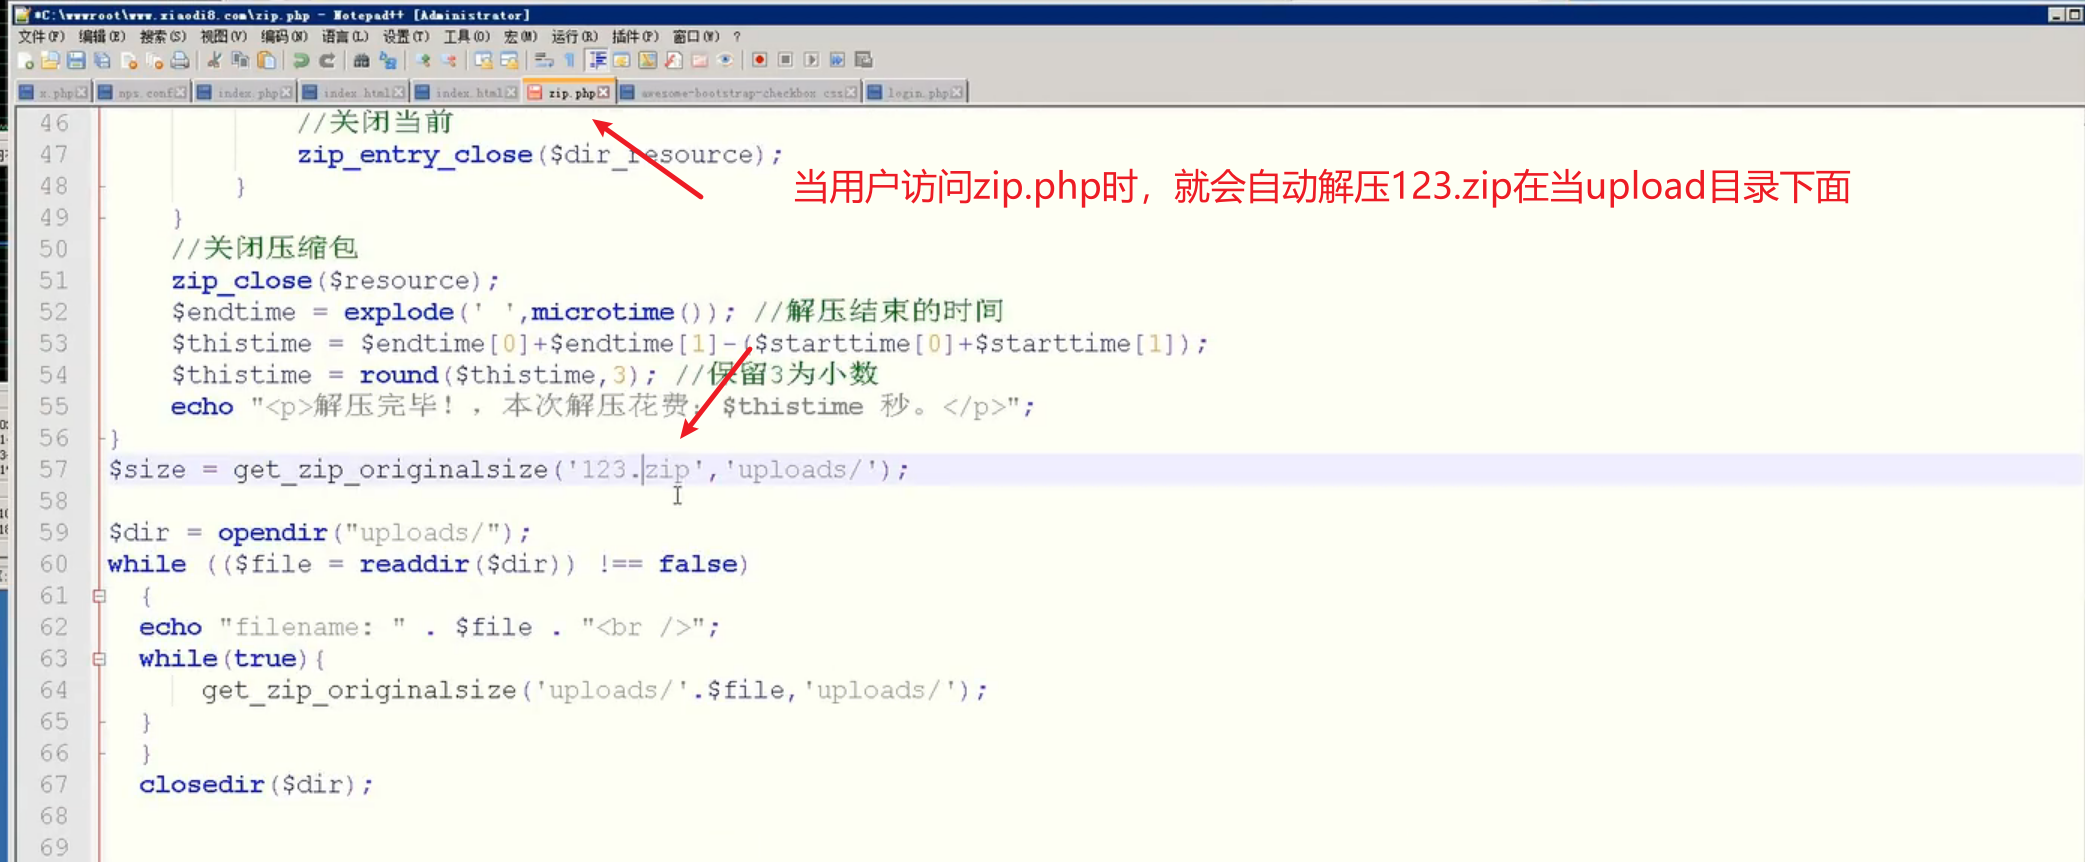 *C:\wwwroot\www.xiaodi8.com\zip.php - Notepad++ [Administrator]
文件(F) 编辑(E) 搜索(S) 视图(V) 编码(N) 语言(L) 设置(T) 工具(O) 宏(M) 运行(R) 插件(P) 窗口(W) ?
x.php nps.conf index.php index.html index.html zip.php awesome-bootstrap-checkbox.css login.php
46 //关闭当前
47 zip_entry_close($dir_resource);
当用户访问zip.php时，就会自动解压123.zip在当upload目录下面
48 }
49 }
50 //关闭压缩包
51 zip_close($resource);
52 $endtime = explode(' ',microtime()); //解压结束的时间
53 $thistime = $endtime[0]+$endtime[1]-($starttime[0]+$starttime[1]);
54 $thistime = round($thistime,3); //保留3为小数
55 echo "<p>解压完毕！，本次解压花费：$thistime 秒。</p>";
56 }
57 $size = get_zip_originalsize('123.zip','uploads/');
58
59 $dir = opendir("uploads/");
60 while (($file = readdir($dir)) !== false)
61 {
62 echo "filename: " . $file . "<br />";
63 while(true){
64 get_zip_originalsize('uploads/'.$file,'uploads/');
65 }
66 }
67 closedir($dir);
68
69